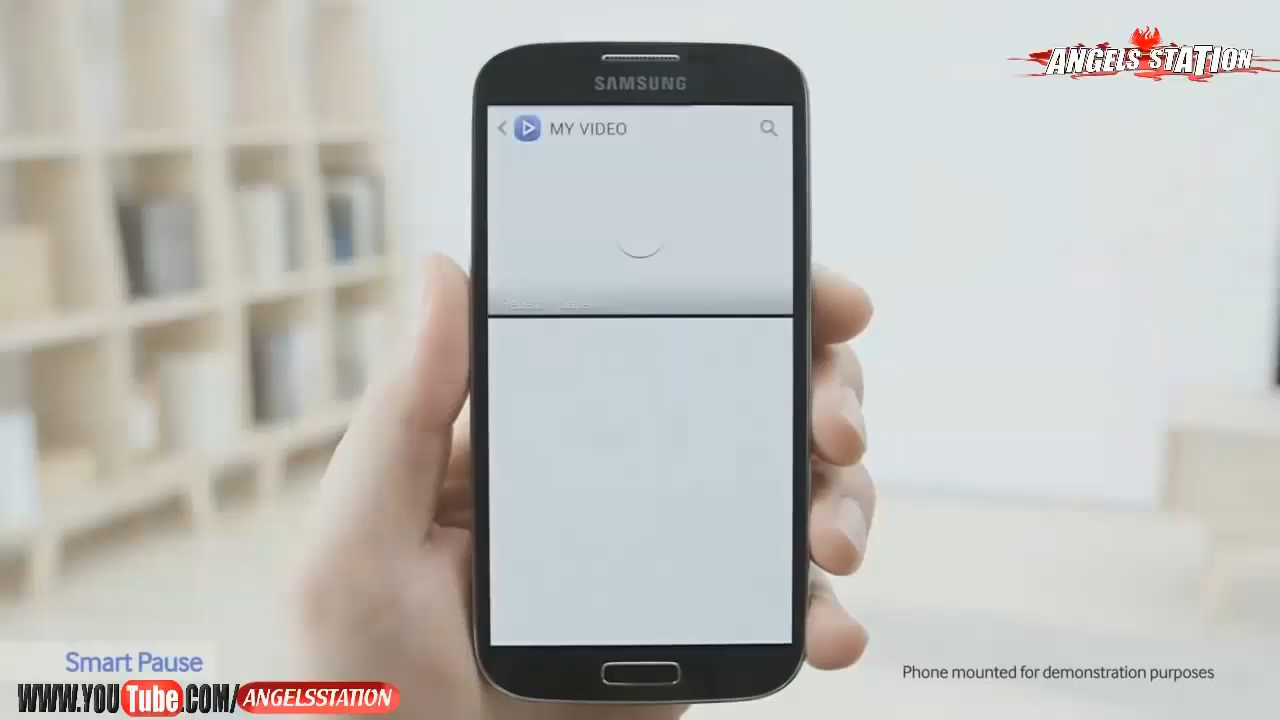 ANGELS STATION
SAMSUNG
MY VIDEO
Smart Pause
Phone mounted for demonstration purposes
WWW.YOUTube.COM/ANGELSSTATION